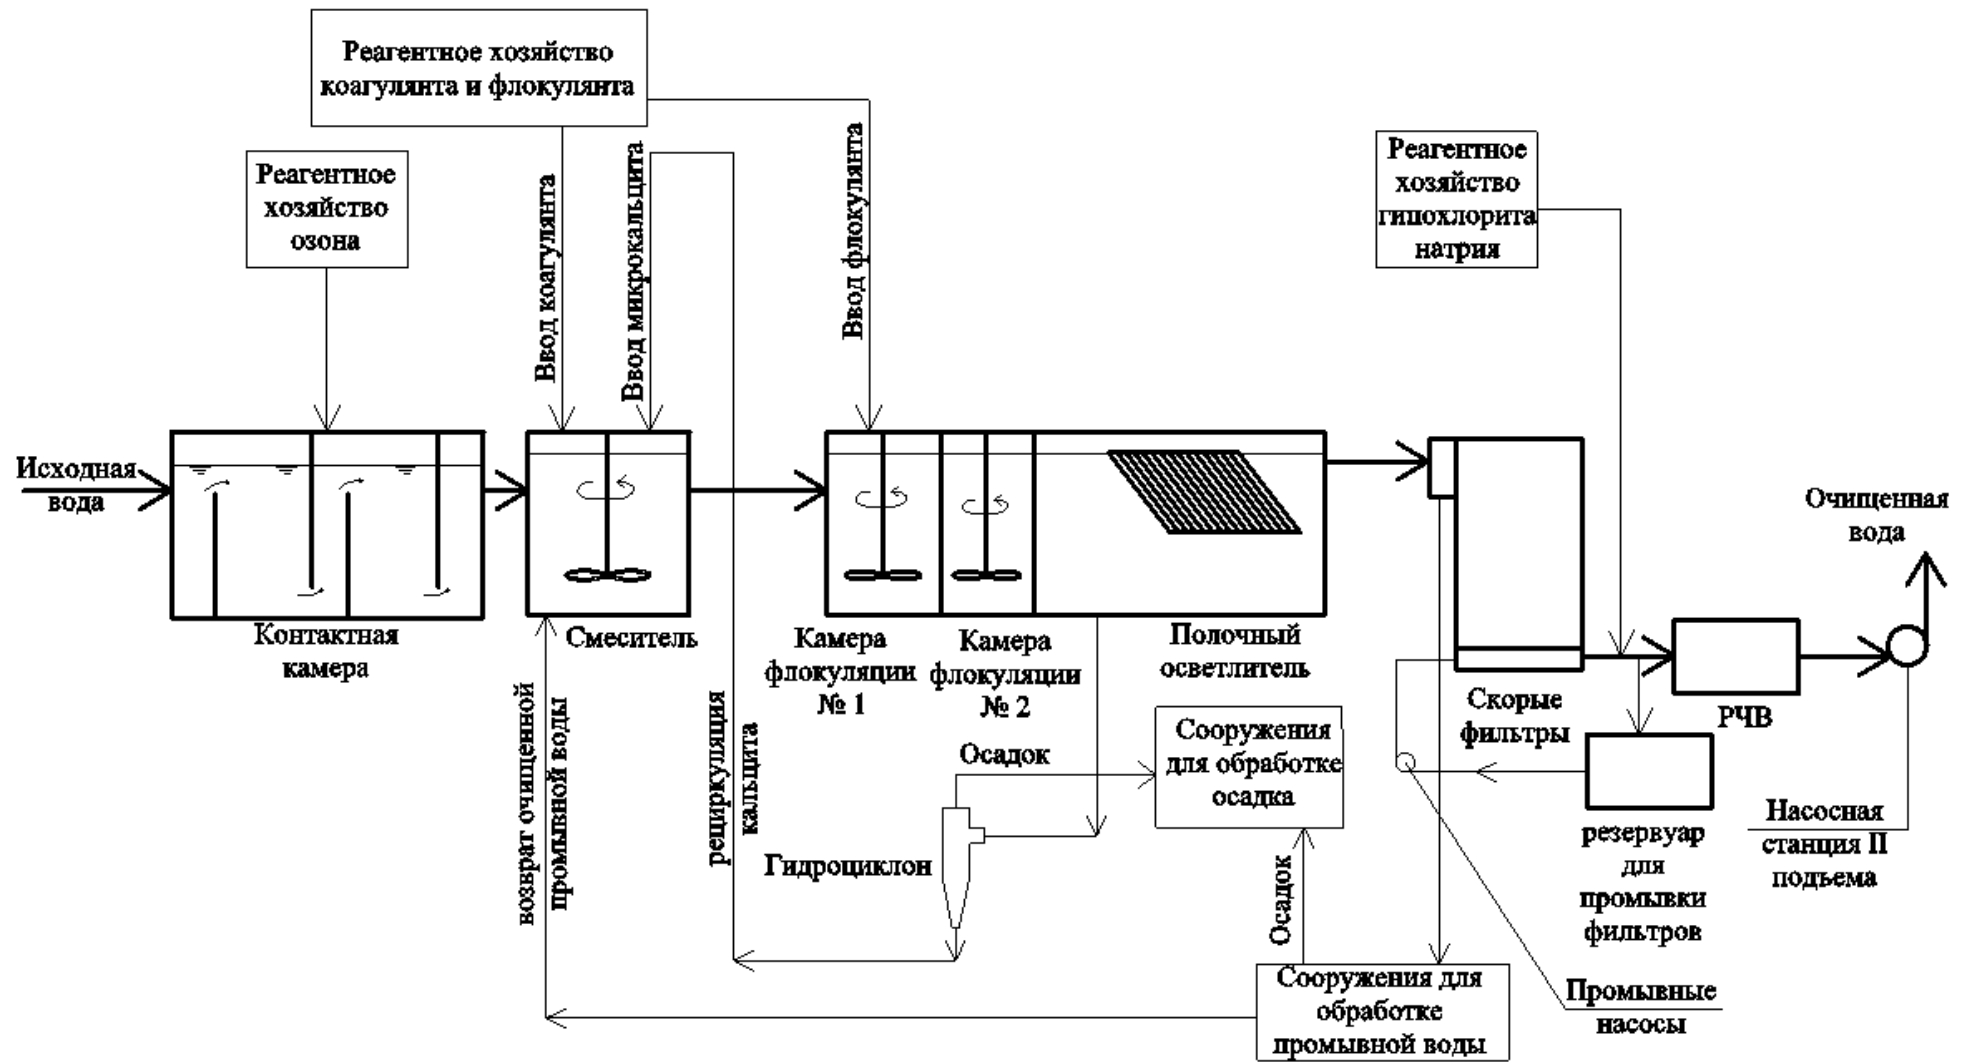 Реагентное хозяйство
коагулянта и флокулянта
Реагентное
хозяйство
озона
Ввод коагулянта
Ввод микрокальцита
Ввод флокулянта
Реагентное
хозяйство
гипохлорита
натрия
Исходная
вода
Очищенная
вода
Контактная
камера
Смеситель
Камера
флокуляции
№ 1
Камера
флокуляции
№ 2
Полочный
осветлитель
Скорые
фильтры
РЧВ
возврат очищенной
промывной воды
рециркуляция
кальцита
Осадок
Сооружения
для обработке
осадка
Гидроциклон
Осадок
резервуар
для
промывки
фильтров
Насосная
станция II
подъема
Сооружения для
обработке
промывной воды
Промывные
насосы